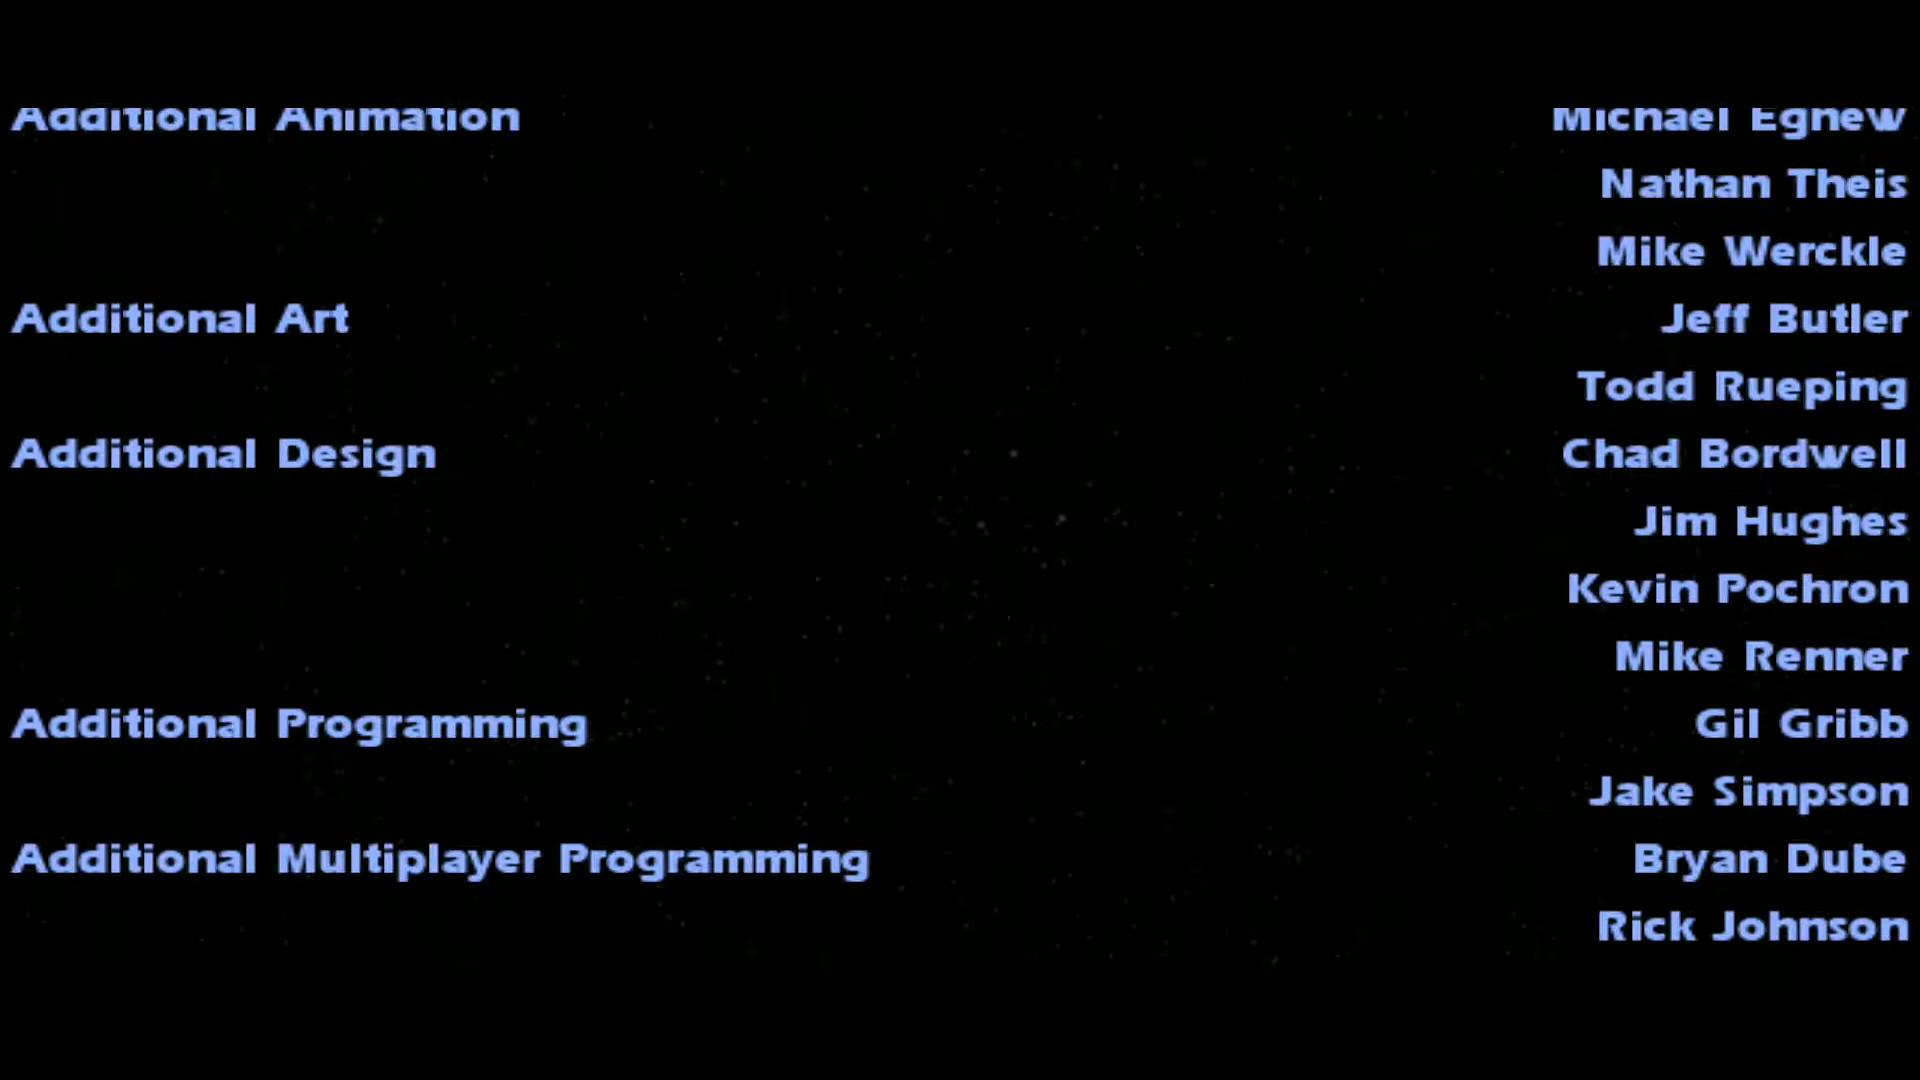 Additional Animation Michael Egnew
Nathan Theis
Mike Werckle
Additional Art Jeff Butler
Todd Rueping
Additional Design Chad Bordwell
Jim Hughes
Kevin Pochron
Mike Renner
Additional Programming Gil Gribb
Jake Simpson
Additional Multiplayer Programming Bryan Dube
Rick Johnson